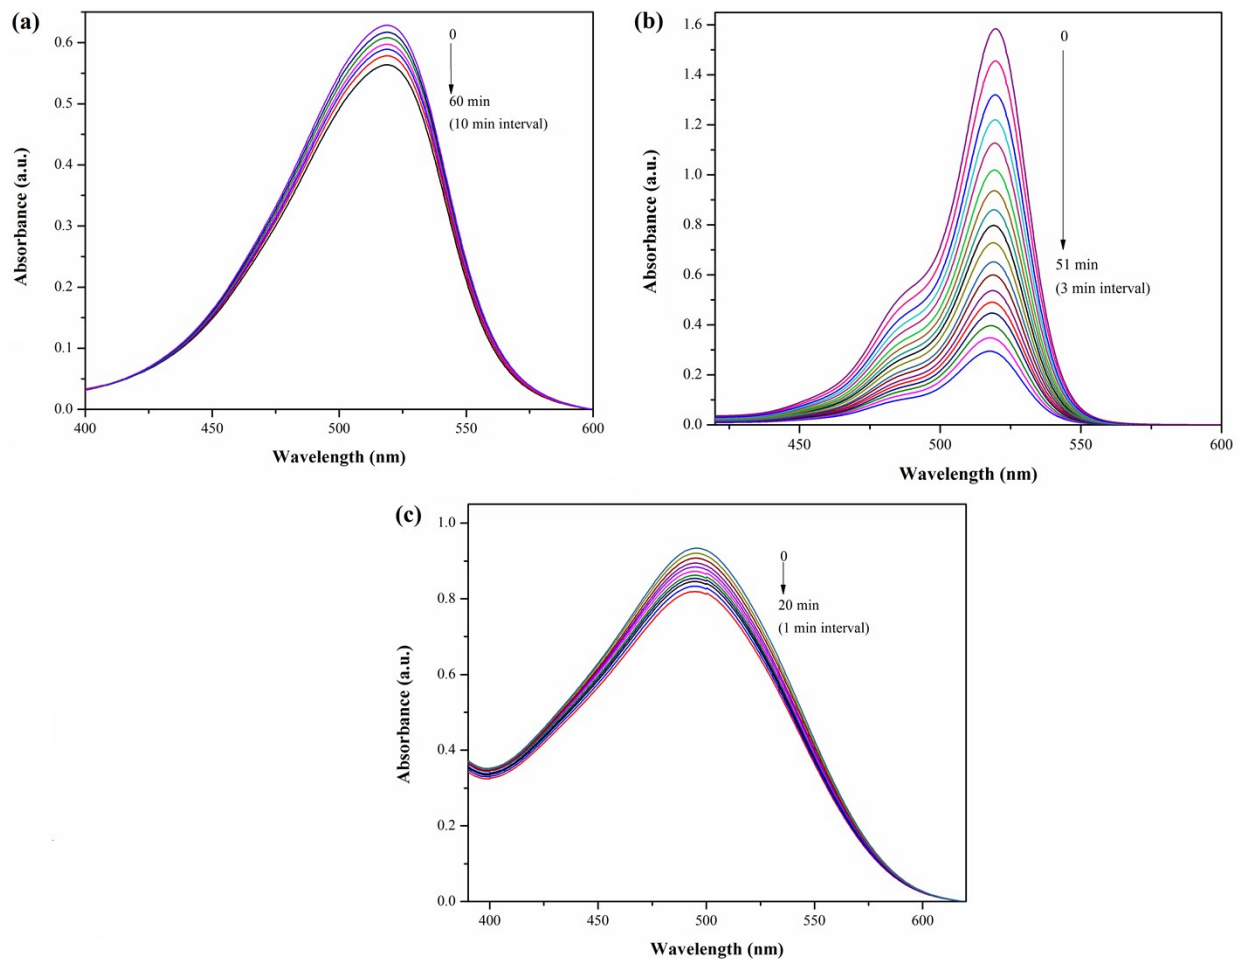 (a)
0.6
0.5
0.4
0.3
0.2
0.1
0.0
Absorbance (a.u.)
0
60 min
(10 min interval)
400
450
500
550
600
Wavelength (nm)
(b)
1.6
1.4
1.2
1.0
0.8
0.6
0.4
0.2
0.0
Absorbance (a.u.)
0
51 min
(3 min interval)
450
500
550
600
Wavelength (nm)
(c)
1.0
0.8
0.6
0.4
0.2
0.0
Absorbance (a.u.)
0
20 min
(1 min interval)
400
450
500
550
600
Wavelength (nm)